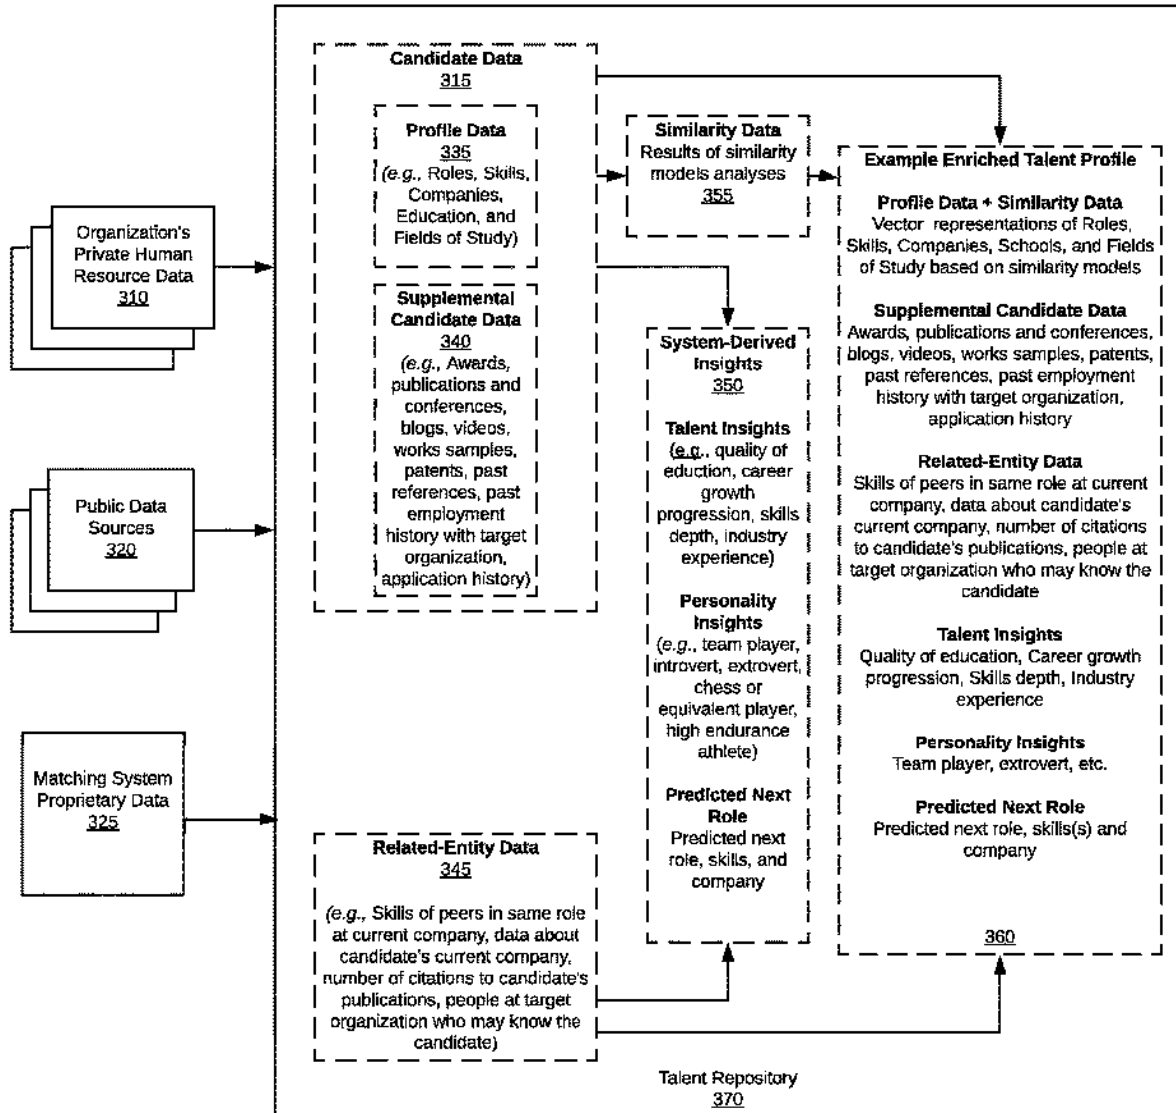 Organization's
Private Human
Resource Data
310
Public Data
Sources
320
Matching System
Proprietary Data
325
Candidate Data
315
Profile Data
335
(e.g., Roles, Skills,
Companies,
Education, and
Fields of Study)
Supplemental
Candidate Data
340
(e.g., Awards,
publications and
conferences,
blogs, videos,
works samples,
patents, past
references, past
employment
history with target
organization,
application history)
Related-Entity Data
345
(e.g., Skills of peers in same role
at current company, data about
candidate's current company,
number of citations to candidate's
publications, people at target
organization who may know the
candidate)
Similarity Data
Results of similarity
models analyses
355
System-Derived
Insights
350
Talent Insights
(e.g., quality of
eduction, career
growth
progression, skills
depth, industry
experience)
Personality
Insights
(e.g., team player,
introvert, extrovert,
chess or
equivalent player,
high endurance
athlete)
Predicted Next
Role
Predicted next
role, skills, and
company
Example Enriched Talent Profile
Profile Data + Similarity Data
Vector representations of Roles,
Skills, Companies, Schools, and Fields
of Study based on similarity models
Supplemental Candidate Data
Awards, publications and conferences,
blogs, videos, works samples, patents,
past references, past employment
history with target organization,
application history
Related-Entity Data
Skills of peers in same role at current
company, data about candidate's
current company, number of citations
to candidate's publications, people at
target organization who may know the
candidate
Talent Insights
Quality of education, Career growth
progression, Skills depth, Industry
experience
Personality Insights
Team player, extrovert, etc.
Predicted Next Role
Predicted next role, skills(s) and
company
360
Talent Repository
370